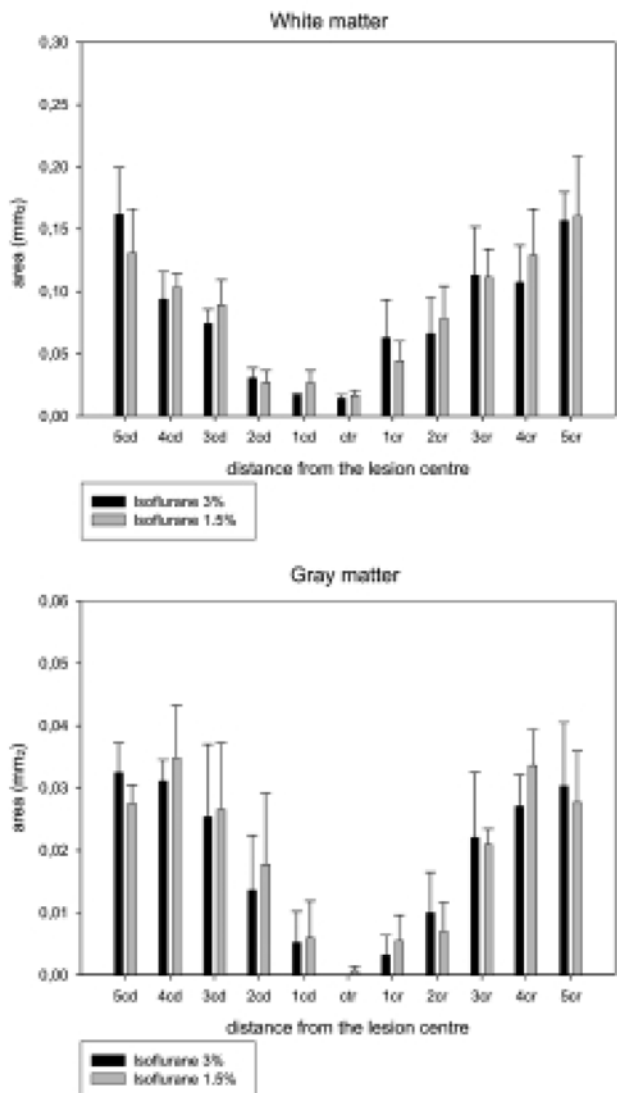 White matter
0,30
0,25
0,20
0,15
0,10
0,05
0,00
area (mm₂)
5cd 4cd 3cd 2cd 1cd ctr 1cr 2cr 3cr 4cr 5cr
distance from the lesion centre
Isoflurane 3%
Isoflurane 1.5%
Gray matter
0,06
0,05
0,04
0,03
0,02
0,01
0,00
area (mm₂)
5cd 4cd 3cd 2cd 1cd ctr 1cr 2cr 3cr 4cr 5cr
distance from the lesion centre
Isoflurane 3%
Isoflurane 1.5%